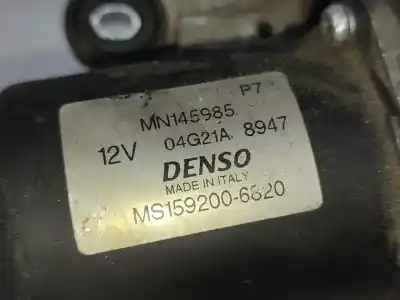 P7
MN145985
12V 04G21A 8947
DENSO
MADE IN ITALY
MS159200-6820